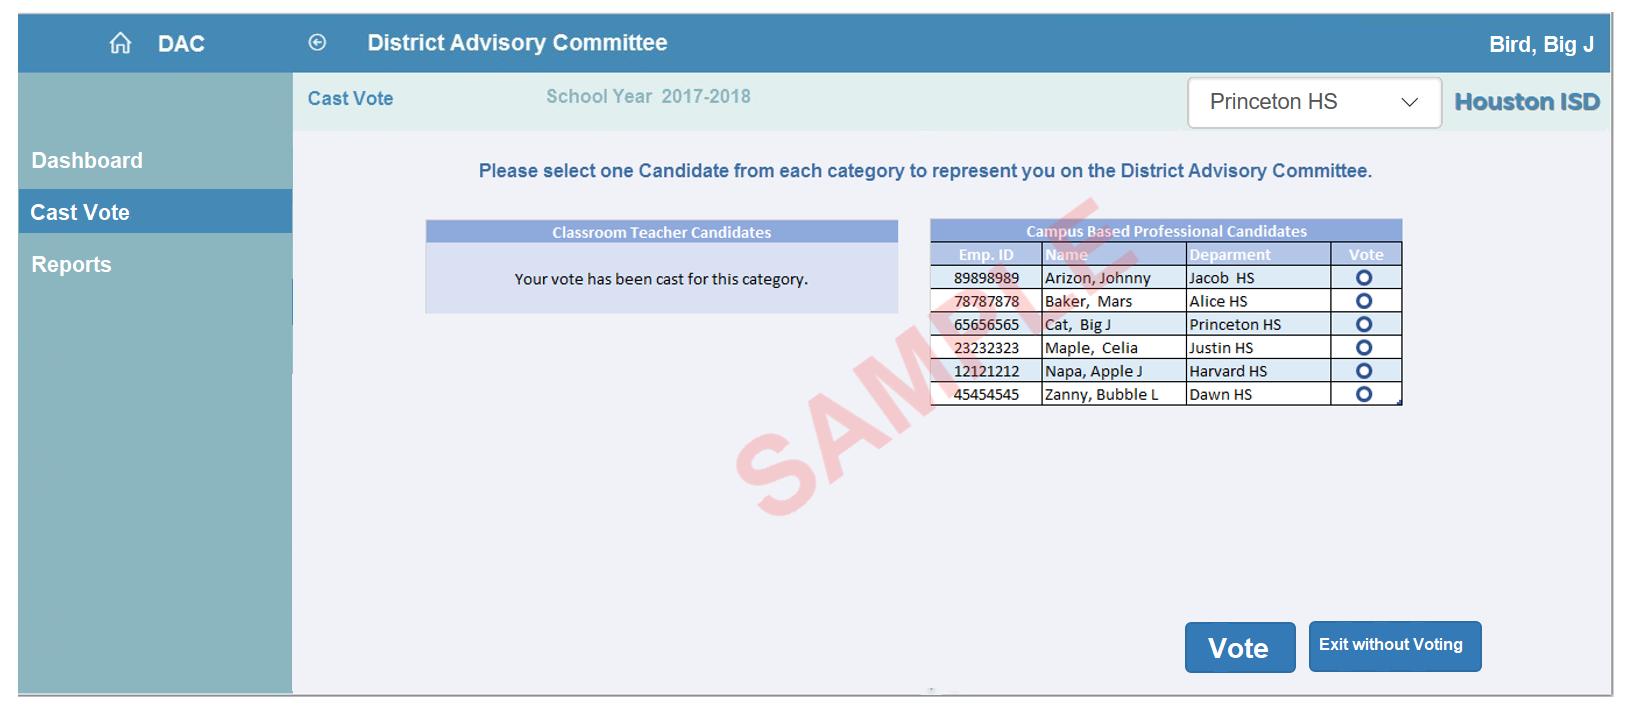 DAC
District Advisory Committee
Bird, Big J
Cast Vote
School Year 2017-2018
Princeton HS
Houston ISD
Dashboard
Cast Vote
Reports
Please select one Candidate from each category to represent you on the District Advisory Committee.
Classroom Teacher Candidates
Your vote has been cast for this category.
Campus Based Professional Candidates
Emp. ID Name Deparment Vote
89898989 Arizon, Johnny Jacob HS
78787878 Baker, Mars Alice HS
65656565 Cat, Big J Princeton HS
23232323 Maple, Celia Justin HS
12121212 Napa, Apple J Harvard HS
45454545 Zanny, Bubble L Dawn HS
SAMPLE
Vote
Exit without Voting